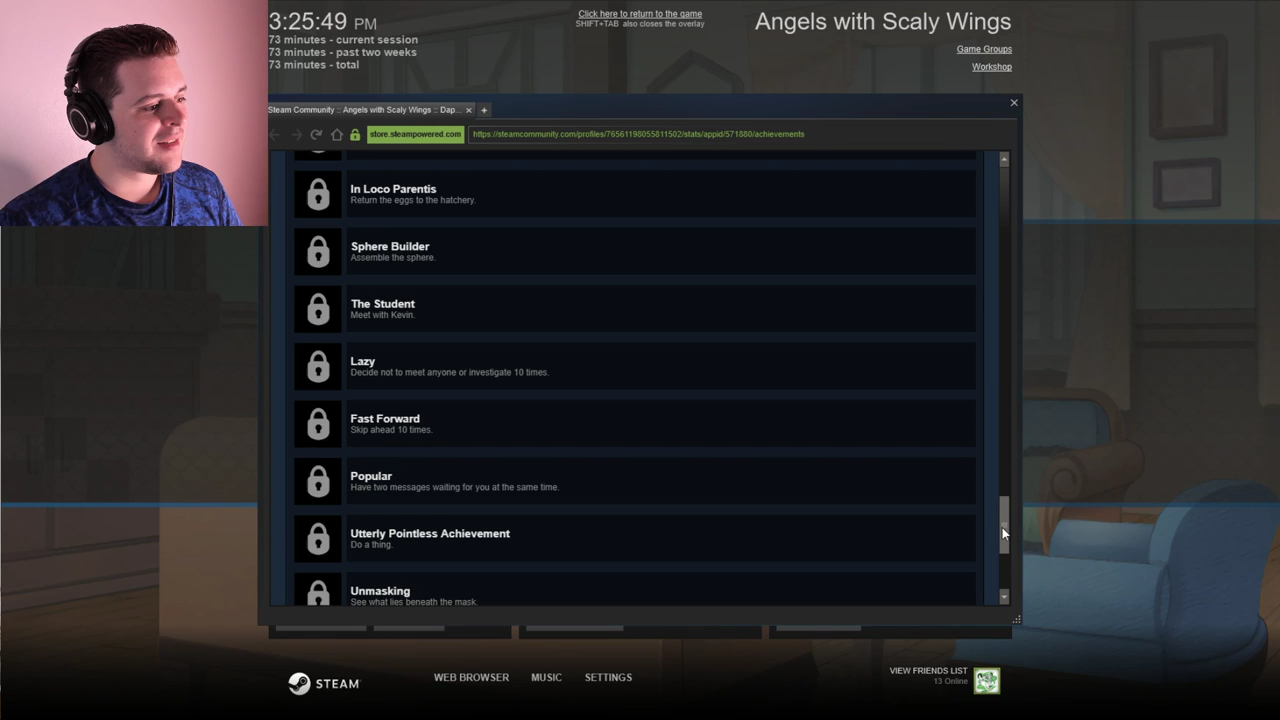 3:25:49 PM
73 minutes - current session
73 minutes - past two weeks
73 minutes - total
Click here to return to the game
SHIFT+TAB also closes the overlay
Angels with Scaly Wings
Game Groups
Workshop
Steam Community :: Angels with Scaly Wings :: Dap...
store.steampowered.com
https://steamcommunity.com/profiles/76561198055811502/stats/appid/571880/achievements
In Loco Parentis
Return the eggs to the hatchery.
Sphere Builder
Assemble the sphere.
The Student
Meet with Kevin.
Lazy
Decide not to meet anyone or investigate 10 times.
Fast Forward
Skip ahead 10 times.
Popular
Have two messages waiting for you at the same time.
Utterly Pointless Achievement
Do a thing.
Unmasking
See what lies beneath the mask.
STEAM
WEB BROWSER
MUSIC
SETTINGS
VIEW FRIENDS LIST
13 Online